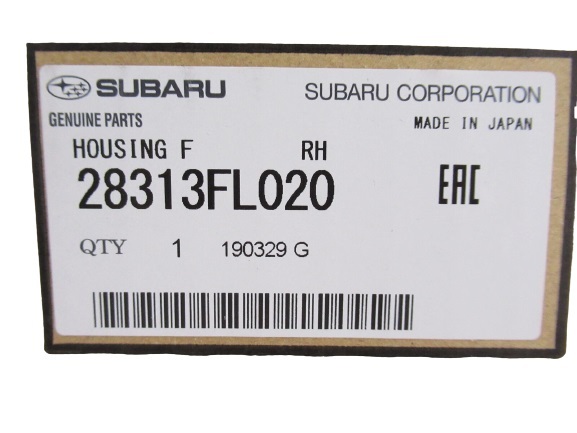 SUBARU SUBARU CORPORATION
GENUINE PARTS MADE IN JAPAN
HOUSING F RH
28313FL020 EAC
QTY 1 190329 G